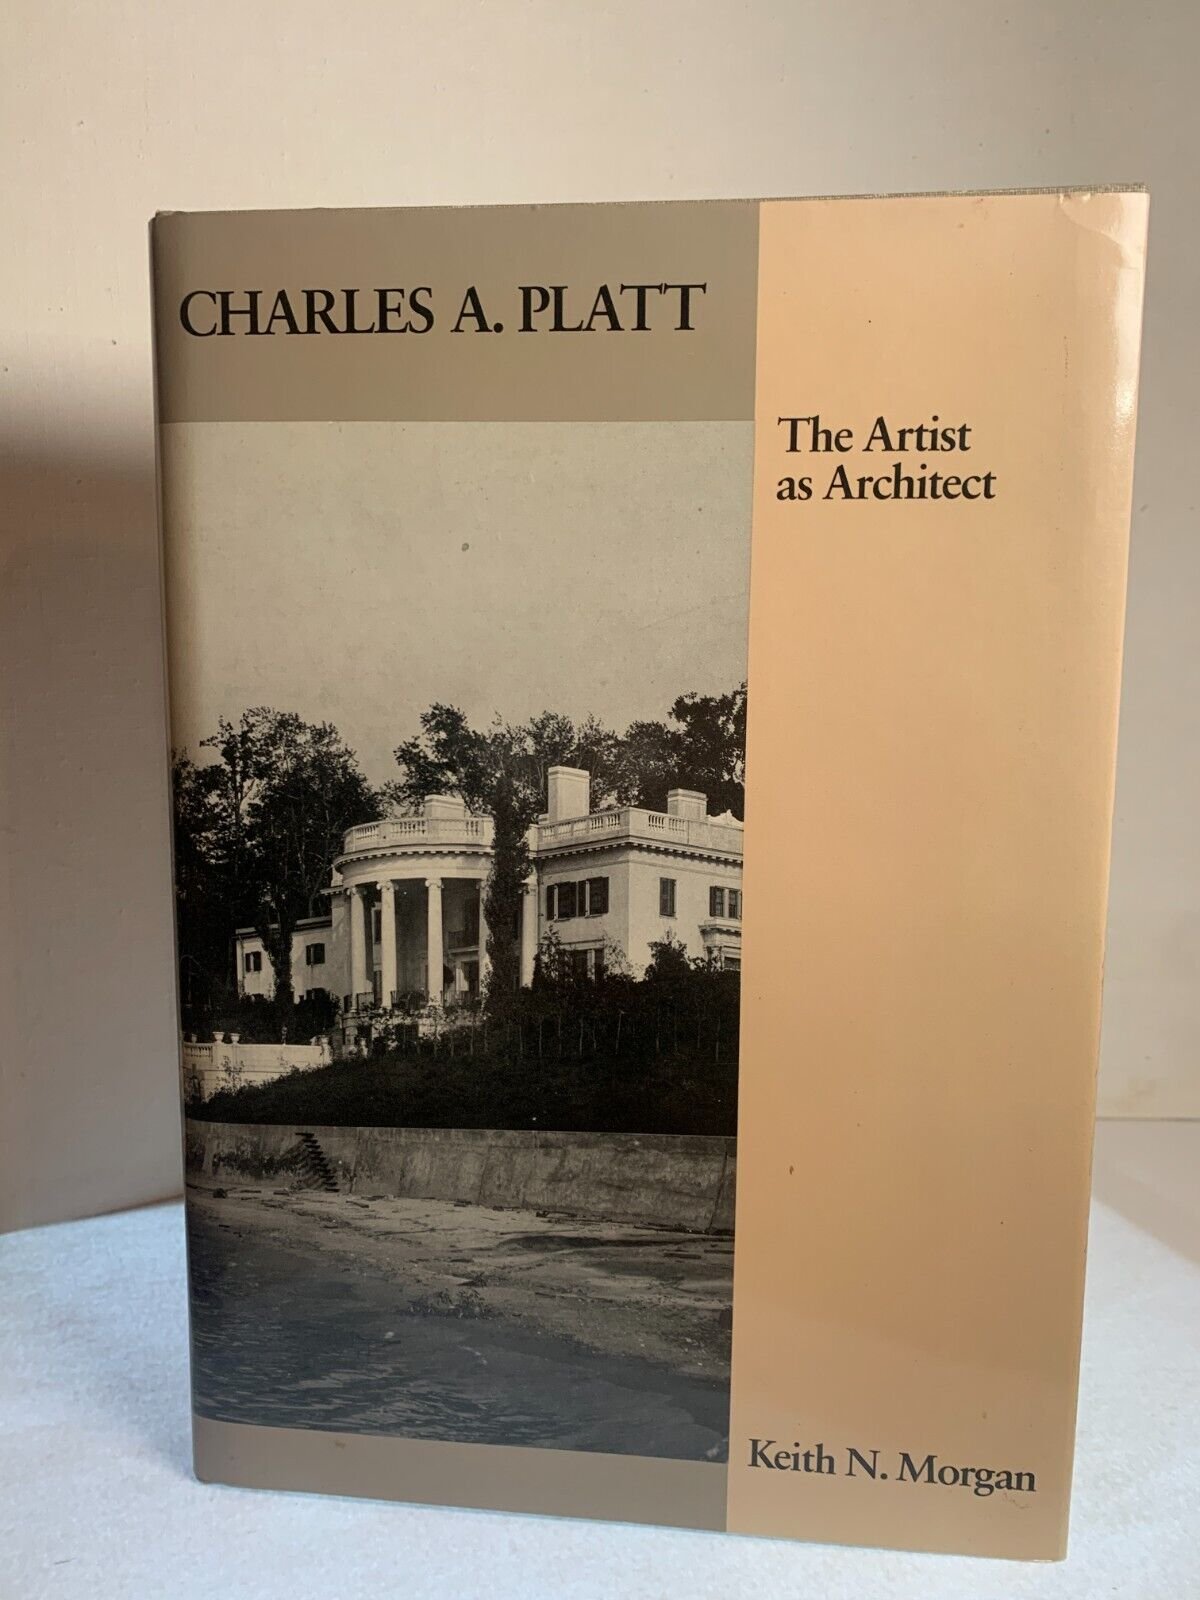 CHARLES A. PLATT
The Artist
as Architect
Keith N. Morgan